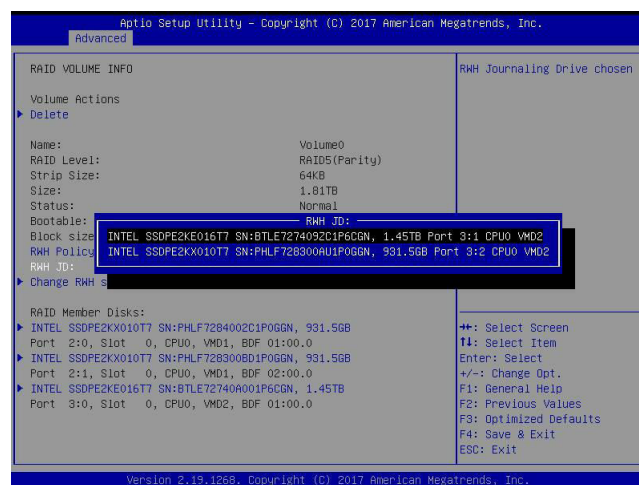 Aptio Setup Utility – Copyright (C) 2017 American Megatrends, Inc.
Advanced
RAID VOLUME INFO
Volume Actions
Delete
Name: Volume0
RAID Level: RAID5(Parity)
Strip Size: 64KB
Size: 1.81TB
Status: Normal
Bootable:
Block size
RWH Policy
RWH JD:
Change RWH s
RWH JD:
INTEL SSDPE2KE016T7 SN:BTLE727409ZC1P6CGN, 1.45TB Port 3:1 CPU0 VMD2
INTEL SSDPE2KX010T7 SN:PHLF728300AU1P0GGN, 931.5GB Port 3:2 CPU0 VMD2
RAID Member Disks:
INTEL SSDPE2KX010T7 SN:PHLF7284002C1P0GGN, 931.5GB
Port 2:0, Slot 0, CPU0, VMD1, BDF 01:00.0
INTEL SSDPE2KX010T7 SN:PHLF728300BD1P0GGN, 931.5GB
Port 2:1, Slot 0, CPU0, VMD1, BDF 02:00.0
INTEL SSDPE2KE016T7 SN:BTLE72740A001P6CGN, 1.45TB
Port 3:0, Slot 0, CPU0, VMD2, BDF 01:00.0
RWH Journaling Drive chosen
→←: Select Screen
↑↓: Select Item
Enter: Select
+/-: Change Opt.
F1: General Help
F2: Previous Values
F3: Optimized Defaults
F4: Save & Exit
ESC: Exit
Version 2.19.1268. Copyright (C) 2017 American Megatrends, Inc.